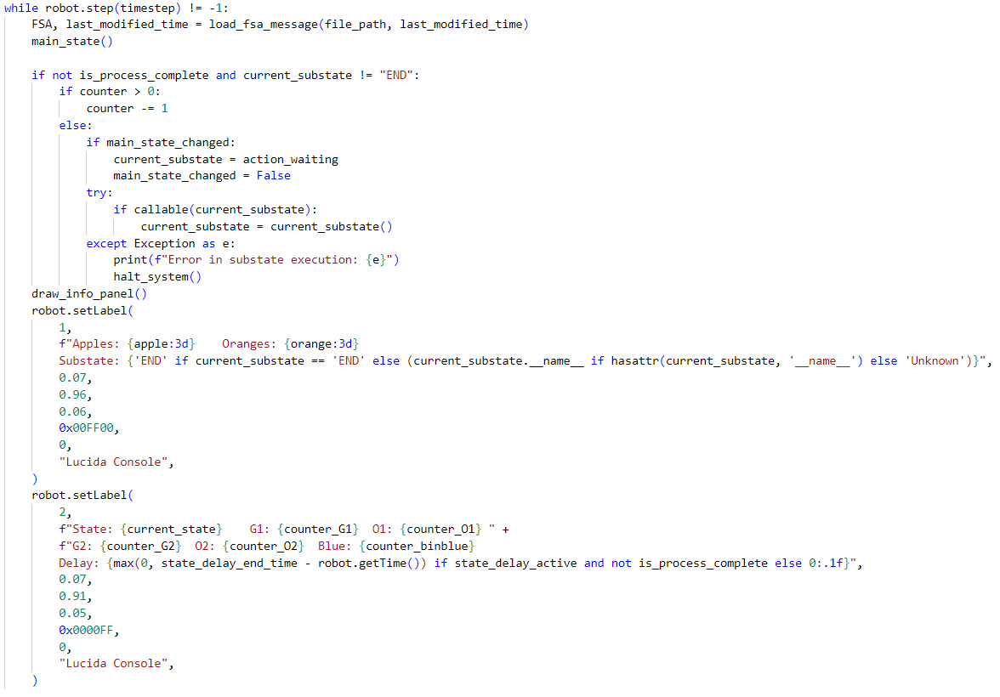 while robot.step(timestep) != -1:
    FSA, last_modified_time = load_fsa_message(file_path, last_modified_time)
    main_state()

    if not is_process_complete and current_substate != "END":
        if counter > 0:
            counter -= 1
        else:
            if main_state_changed:
                current_substate = action_waiting
                main_state_changed = False
            try:
                if callable(current_substate):
                    current_substate = current_substate()
            except Exception as e:
                print(f"Error in substate execution: {e}")
                halt_system()
    draw_info_panel()
    robot.setLabel(
        1,
        f"Apples: {apple:3d}    Oranges: {orange:3d}
        Substate: {'END' if current_substate == 'END' else (current_substate.__name__ if hasattr(current_substate, '__name__') else 'Unknown')}",
        0.07,
        0.96,
        0.06,
        0x00FF00,
        0,
        "Lucida Console",
    )
    robot.setLabel(
        2,
        f"State: {current_state}    G1: {counter_G1}  O1: {counter_O1} " +
        f"G2: {counter_G2}  O2: {counter_O2}  Blue: {counter_binblue}
        Delay: {max(0, state_delay_end_time - robot.getTime()) if state_delay_active and not is_process_complete else 0:.1f}",
        0.07,
        0.91,
        0.05,
        0x0000FF,
        0,
        "Lucida Console",
    )